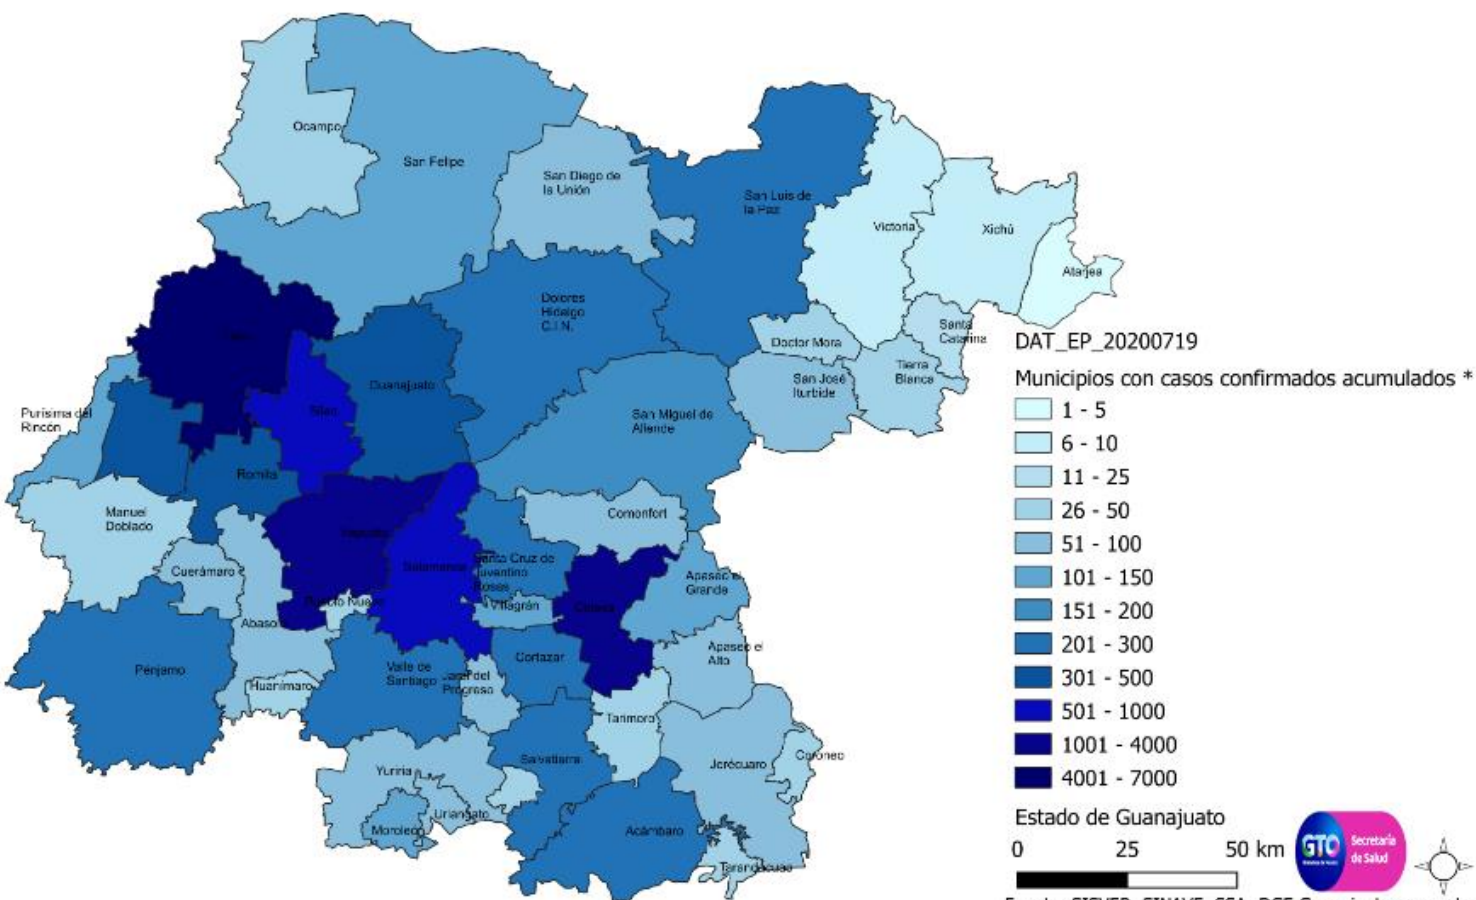 Ocampo
San Felipe
San Diego de
la Unión
San Luis de
la Paz
Victoria
Xichú
Atarjea
Dolores
Hidalgo
C.I.N.
Doctor Mora
Santa
Catarina
Tierra
Blanca
San José
Iturbide
Guanajuato
Silao
San Miguel de
Allende
Purísima del
Rincón
Romita
Manuel
Doblado
Comonfort
Irapuato
Salamanca
Santa Cruz de
Juventino
Rosas
Villagrán
Celaya
Apaseo el
Grande
Cuerámaro
Pueblo Nuevo
Abasolo
Pénjamo
Huanímaro
Valle de
Santiago
Jaral del
Progreso
Cortazar
Apaseo el
Alto
Tarimoro
Salvatierra
Jerécuaro
Coroneo
Yuriria
Uriangato
Moroleón
Acámbaro
Tarandacuao
DAT_EP_20200719
Municipios con casos confirmados acumulados *
1 - 5
6 - 10
11 - 25
26 - 50
51 - 100
101 - 150
151 - 200
201 - 300
301 - 500
501 - 1000
1001 - 4000
4001 - 7000
Estado de Guanajuato
0 25 50 km
GTO
Secretaría
de Salud